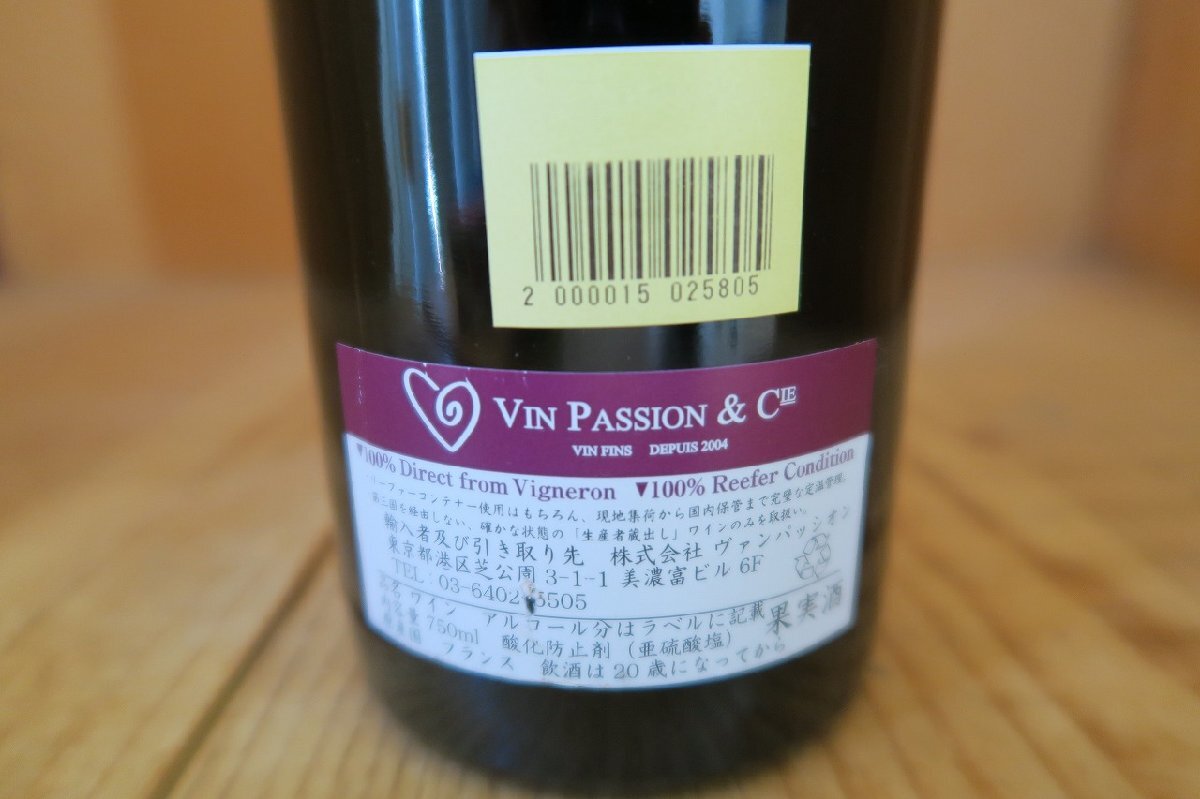 2 000015 025805
VIN PASSION & CIE
VIN FINS DEPUIS 2004
▼100% Direct from Vigneron ▼100% Reefer Condition
リーファーコンテナー使用はもちろん、現地集荷から国内保管まで完璧な定温管理。
第三国を経由しない、確かな状態の「生産者蔵出し」ワインのみを取扱い。
輸入者及び引き取り先 株式会社 ヴァンパッシオン
東京都港区芝公園 3-1-1 美濃富ビル 6F
TEL:03-6402-5505
品名 ワイン アルコール分はラベルに記載 果実酒
内容量 750ml 酸化防止剤（亜硫酸塩）
原産国 フランス 飲酒は20歳になってから